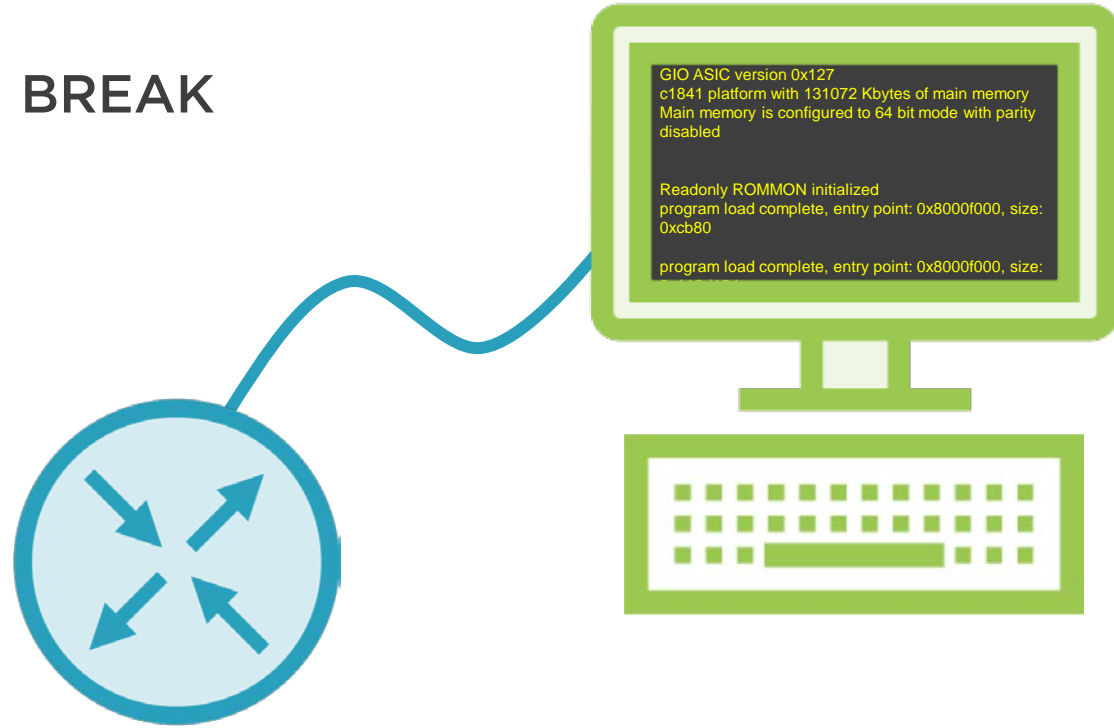 BREAK
GIO ASIC version 0x127
c1841 platform with 131072 Kbytes of main memory
Main memory is configured to 64 bit mode with parity
disabled
Readonly ROMMON initialized
program load complete, entry point: 0x8000f000, size:
0xcb80
program load complete, entry point: 0x8000f000, size: